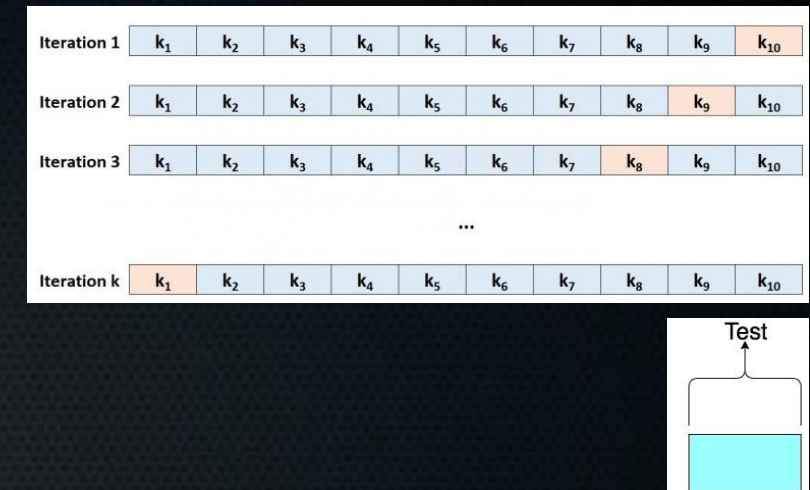 Iteration 1 k₁ k₂ k₃ k₄ k₅ k₆ k₇ k₈ k₉ k₁₀
Iteration 2 k₁ k₂ k₃ k₄ k₅ k₆ k₇ k₈ k₉ k₁₀
Iteration 3 k₁ k₂ k₃ k₄ k₅ k₆ k₇ k₈ k₉ k₁₀
...
Iteration k k₁ k₂ k₃ k₄ k₅ k₆ k₇ k₈ k₉ k₁₀
Test